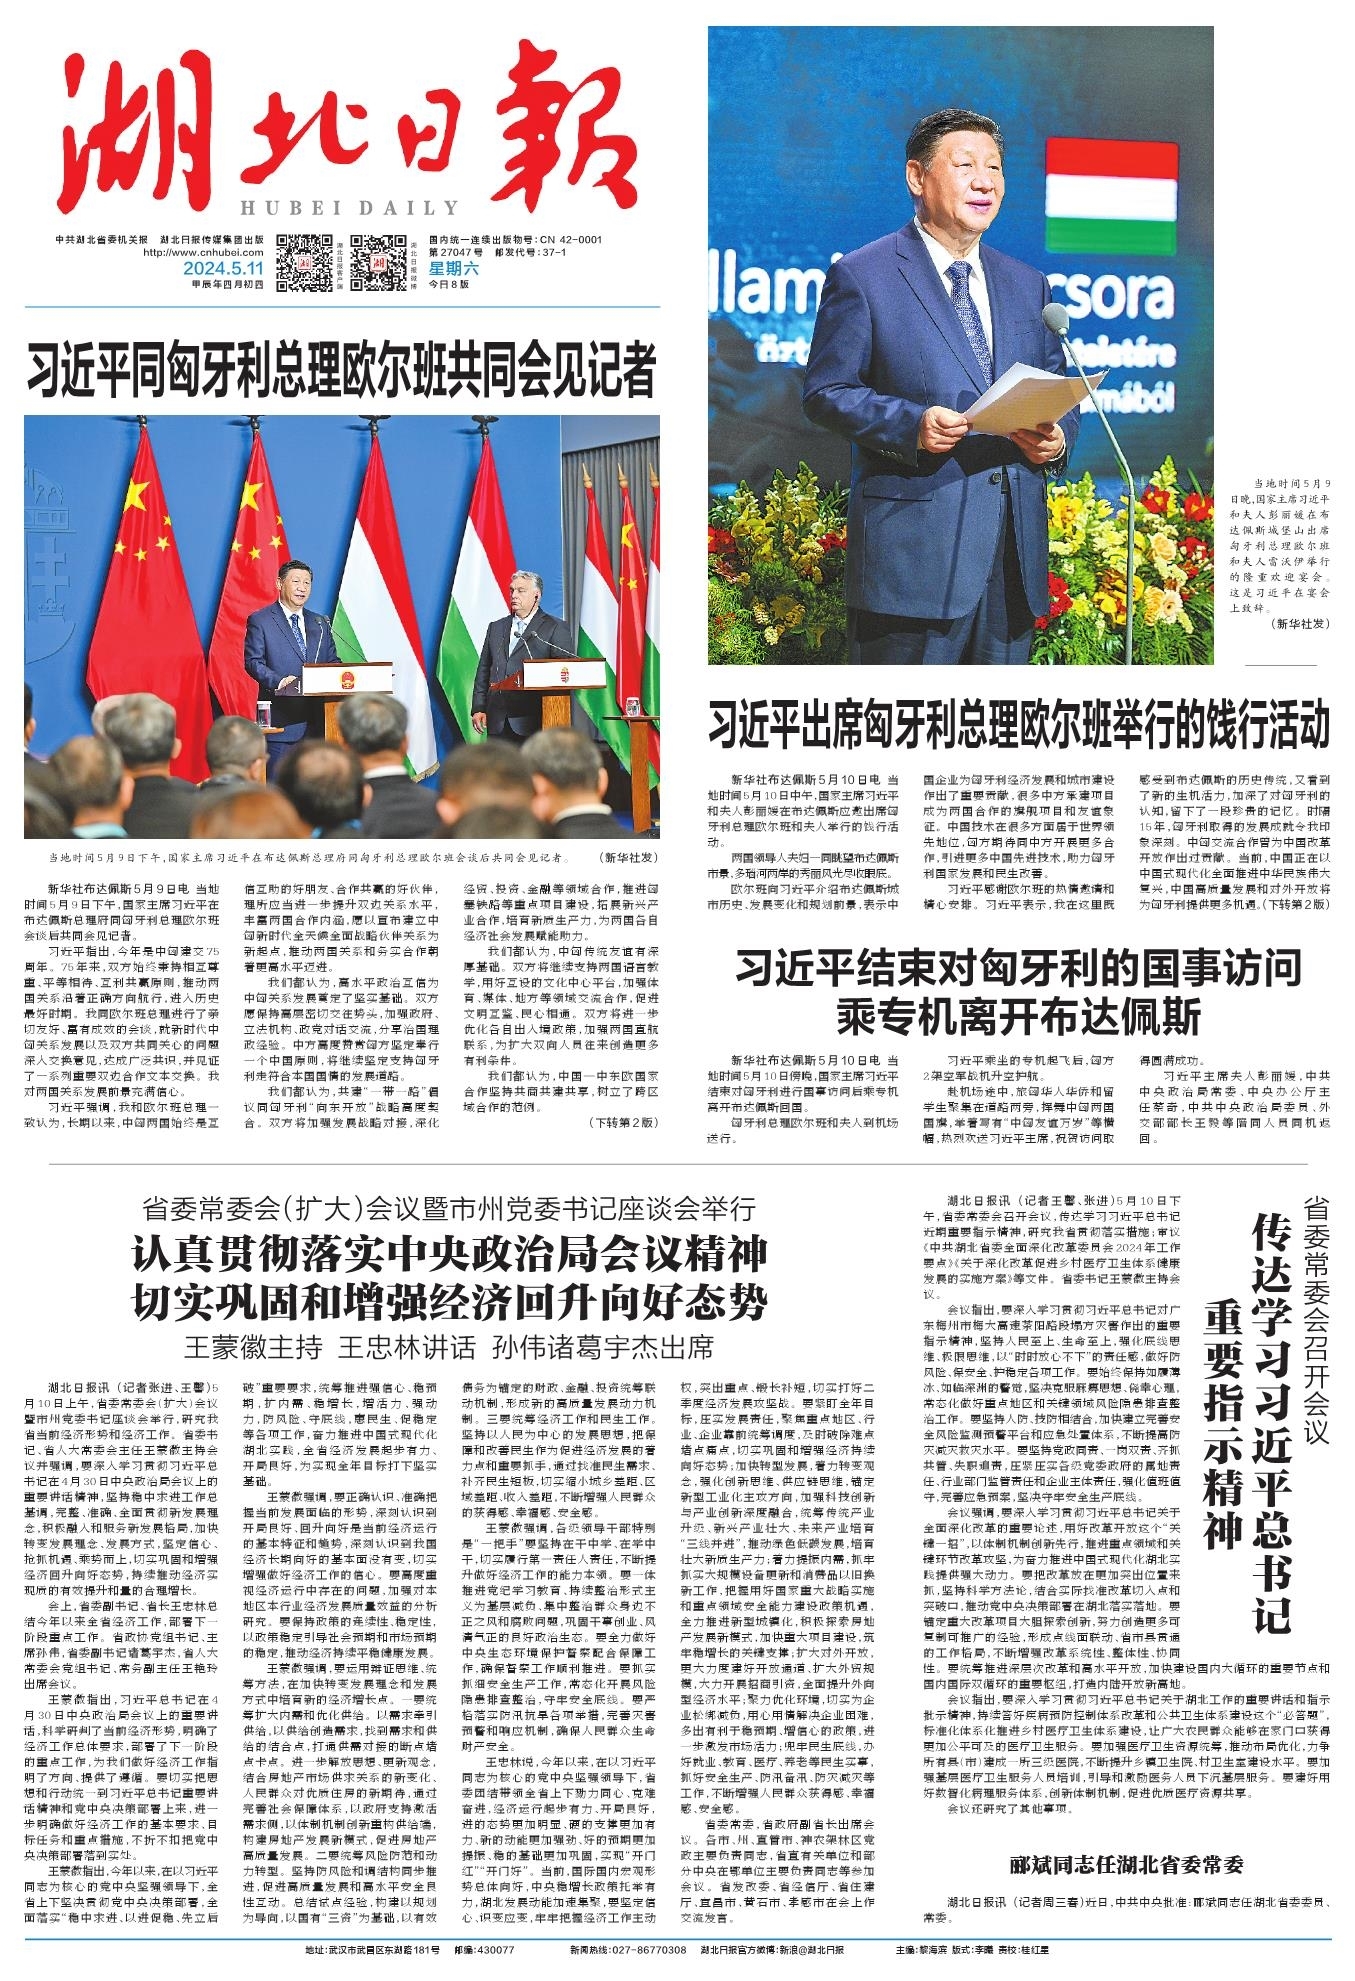 湖北日報
HUBEI DAILY
中共湖北省委机关报 湖北日报传媒集团出版
http://www.cnhubei.com
2024.5.11
甲辰年四月初四
湖北日报客户端
湖北日报微博
国内统一连续出版物号:CN 42-0001
第27047号 邮发代号:37-1
星期六
今日8版
习近平同匈牙利总理欧尔班共同会见记者
当地时间5月9日下午,国家主席习近平在布达佩斯总理府同匈牙利总理欧尔班会谈后共同会见记者。 (新华社发)
新华社布达佩斯5月9日电 当地
时间5月9日下午,国家主席习近平在
布达佩斯总理府同匈牙利总理欧尔班
会谈后共同会见记者。
习近平指出,今年是中匈建交75
周年。75年来,双方始终秉持相互尊
重、平等相待、互利共赢原则,推动两
国关系沿着正确方向航行,进入历史
最好时期。我同欧尔班总理进行了亲
切友好、富有成效的会谈,就新时代中
匈关系发展以及双方共同关心的问题
深入交换意见,达成广泛共识,并见证
了一系列重要双边合作文本交换。我
对两国关系发展前景充满信心。
习近平强调,我和欧尔班总理一
致认为,长期以来,中匈两国始终是互
信互助的好朋友、合作共赢的好伙伴,
理所应当进一步提升双边关系水平,
丰富两国合作内涵,愿以宣布建立中
匈新时代全天候全面战略伙伴关系为
新起点,推动两国关系和务实合作朝
着更高水平迈进。
我们都认为,高水平政治互信为
中匈关系发展奠定了坚实基础。双方
愿保持高层密切交往势头,加强政府、
立法机构、政党对话交流,分享治国理
政经验。中方高度赞赏匈方坚定奉行
一个中国原则,将继续坚定支持匈牙
利走符合本国国情的发展道路。
我们都认为,共建“一带一路”倡
议同匈牙利“向东开放”战略高度契
合。双方将加强发展战略对接,深化
经贸、投资、金融等领域合作,推进匈
塞铁路等重点项目建设,拓展新兴产
业合作,培育新质生产力,为两国各自
经济社会发展赋能助力。
我们都认为,中匈传统友谊有深
厚基础。双方将继续支持两国语言教
学,用好互设的文化中心平台,加强体
育、媒体、地方等领域交流合作,促进
文明互鉴、民心相通。双方将进一步
优化各自出入境政策,加强两国直航
联系,为扩大双向人员往来创造更多
有利条件。
我们都认为,中国—中东欧国家
合作坚持共商共建共享,树立了跨区
域合作的范例。
(下转第2版)
当地时间5月9
日晚,国家主席习近平
和夫人彭丽媛在布
达佩斯城堡山出席
匈牙利总理欧尔班
和夫人雷沃伊举行
的隆重欢迎宴会。
这是习近平在宴会
上致辞。
(新华社发)
习近平出席匈牙利总理欧尔班举行的饯行活动
新华社布达佩斯5月10日电 当
地时间5月10日中午,国家主席习近平
和夫人彭丽媛在布达佩斯应邀出席匈
牙利总理欧尔班和夫人举行的饯行活
动。
两国领导人夫妇一同眺望布达佩斯
市景,多瑙河两岸的秀丽风光尽收眼底。
欧尔班向习近平介绍布达佩斯城
市历史、发展变化和规划前景,表示中
国企业为匈牙利经济发展和城市建设
作出了重要贡献,很多中方承建项目
成为两国合作的旗舰项目和友谊象
征。中国技术在很多方面居于世界领
先地位,匈方期待同中方开展更多合
作,引进更多中国先进技术,助力匈牙
利国家发展和民生改善。
习近平感谢欧尔班的热情邀请和
精心安排。习近平表示,我在这里既
感受到布达佩斯的历史传统,又看到
了新的生机活力,加深了对匈牙利的
认知,留下了一段珍贵的记忆。时隔
15年,匈牙利取得的发展成就令我印
象深刻。中匈交流合作曾为中国改革
开放作出过贡献。当前,中国正在以
中国式现代化全面推进中华民族伟大
复兴,中国高质量发展和对外开放将
为匈牙利提供更多机遇。(下转第2版)
习近平结束对匈牙利的国事访问
乘专机离开布达佩斯
新华社布达佩斯5月10日电 当
地时间5月10日傍晚,国家主席习近平
结束对匈牙利进行国事访问后乘专机
离开布达佩斯回国。
匈牙利总理欧尔班和夫人到机场
送行。
习近平乘坐的专机起飞后,匈方
2架空军战机升空护航。
赴机场途中,旅匈华人华侨和留
学生聚集在道路两旁,挥舞中匈两国
国旗,举着写有“中匈友谊万岁”等横
幅,热烈欢送习近平主席,祝贺访问取
得圆满成功。
习近平主席夫人彭丽媛,中共
中央政治局常委、中央办公厅主
任蔡奇,中共中央政治局委员、外
交部部长王毅等陪同人员同机返
回。
省委常委会(扩大)会议暨市州党委书记座谈会举行
认真贯彻落实中央政治局会议精神
切实巩固和增强经济回升向好态势
王蒙徽主持 王忠林讲话 孙伟诸葛宇杰出席
湖北日报讯 (记者张进、王馨)5
月10日上午,省委常委会(扩大)会议
暨市州党委书记座谈会举行,研究我
省当前经济形势和经济工作。省委书
记、省人大常委会主任王蒙徽主持会
议并强调,要深入学习贯彻习近平总
书记在4月30日中央政治局会议上的
重要讲话精神,坚持稳中求进工作总
基调,完整、准确、全面贯彻新发展理
念,积极融入和服务新发展格局,加快
转变发展理念、发展方式,坚定信心、
抢抓机遇、乘势而上,切实巩固和增强
经济回升向好态势,持续推动经济实
现质的有效提升和量的合理增长。
会上,省委副书记、省长王忠林总
结今年以来全省经济工作,部署下一
阶段重点工作。省政协党组书记、主
席孙伟,省委副书记诸葛宇杰,省人大
常委会党组书记、常务副主任王艳玲
出席会议。
王蒙徽指出,习近平总书记在4
月30日中央政治局会议上的重要讲
话,科学研判了当前经济形势,明确了
经济工作总体要求,部署了下一阶段
的重点工作,为我们做好经济工作指
明了方向、提供了遵循。要切实把思
想和行动统一到习近平总书记重要讲
话精神和党中央决策部署上来,进一
步明确做好经济工作的基本要求、目
标任务和重点措施,不折不扣把党中
央决策部署落到实处。
王蒙徽指出,今年以来,在以习近平
同志为核心的党中央坚强领导下,全
省上下坚决贯彻党中央决策部署,全
面落实“稳中求进、以进促稳、先立后
破”重要要求,统筹推进强信心、稳预
期,扩内需、稳增长,增活力、强动
力,防风险、守底线,惠民生、促稳定
等各项工作,奋力推进中国式现代化
湖北实践,全省经济发展起步有力、
开局良好,为实现全年目标打下坚实
基础。
王蒙徽强调,要正确认识、准确把
握当前发展面临的形势,深刻认识到
开局良好、回升向好是当前经济运行
的基本特征和趋势,深刻认识到我国
经济长期向好的基本面没有变,切实
增强做好经济工作的信心。要高度重
视经济运行中存在的问题,加强对本
地区本行业经济发展质量效益的分析
研究。要保持政策的连续性、稳定性,
以政策稳定引导社会预期和市场预期
的稳定,推动经济持续平稳健康发展。
王蒙徽强调,要运用辩证思维、统
筹方法,在加快转变发展理念和发展
方式中培育新的经济增长点。一要统
筹扩大内需和优化供给。以需求牵引
供给,以供给创造需求,找到需求和供
给的结合点,打通供需对接的断点堵
点卡点。进一步解放思想、更新观念,
结合房地产市场供求关系的新变化、
人民群众对优质住房的新期待,通过
完善社会保障体系,以政府支持激活
需求侧,以体制机制创新重构供给端,
构建房地产发展新模式,促进房地产
高质量发展。二要统筹风险防范和动
力转型。坚持防风险和调结构同步推
进,促进高质量发展和高水平安全良
性互动。总结试点经验,构建以规划
为导向,以国有“三资”为基础,以有效
债务为锚定的财政、金融、投资统筹联
动机制,形成新的高质量发展动力机
制。三要统筹经济工作和民生工作。
坚持以人民为中心的发展思想,把保
障和改善民生作为促进经济发展的着
力点和重要抓手,通过找准民生需求、
补齐民生短板,切实缩小城乡差距、区
域差距、收入差距,不断增强人民群众
的获得感、幸福感、安全感。
王蒙徽强调,各级领导干部特别
是“一把手”要坚持在干中学、在学中
干,切实履行第一责任人责任,不断提
升做好经济工作的能力本领。要一体
推进党纪学习教育、持续整治形式主
义为基层减负、集中整治群众身边不
正之风和腐败问题,巩固干事创业、风
清气正的良好政治生态。要全力做好
中央生态环境保护督察配合保障工
作,确保督察工作顺利推进。要抓实
抓细安全生产工作,常态化开展风险
隐患排查整治,守牢安全底线。要严
格落实防汛抗旱各项举措,完善灾害
预警和响应机制,确保人民群众生命
财产安全。
王忠林说,今年以来,在以习近平
同志为核心的党中央坚强领导下,省
委团结带领全省上下勠力同心、克难
奋进,经济运行起步有力、开局良好,
进的态势更加明显、硬的支撑更加有
力、新的动能更加强劲、好的预期更加
提振、稳的基础更加巩固,实现“开门
红”“开门好”。当前,国际国内宏观形
势总体向好,中央稳增长政策托举有
力,湖北发展动能加速集聚,要坚定信
心、识变应变,牢牢把握经济工作主动
权,突出重点、锻长补短,切实打好二
季度经济发展攻坚战。要紧盯全年目
标,压实发展责任,聚焦重点地区、行
业、企业靠前统筹调度,及时破除难点
堵点痛点,切实巩固和增强经济持续
向好态势;加快转型发展,着力转变观
念,强化创新思维、供应链思维,锚定
新型工业化主攻方向,加强科技创新
与产业创新深度融合,统筹传统产业
升级、新兴产业壮大、未来产业培育
“三线并进”,推动绿色低碳发展,培育
壮大新质生产力;着力提振内需,抓牢
抓实大规模设备更新和消费品以旧换
新工作,把握用好国家重大战略实施
和重点领域安全能力建设政策机遇,
全力推进新型城镇化,积极探索房地
产发展新模式,加快重大项目建设,筑
牢稳增长的关键支撑;扩大对外开放,
更大力度建好开放通道、扩大外贸规
模,大力开展招商引资,全面提升外向
型经济水平;聚力优化环境,切实为企
业松绑减负,用心用情解决企业困难,
多出有利于稳预期、增信心的政策,进
一步激发市场活力;兜牢民生底线,办
好就业、教育、医疗、养老等民生实事,
抓好安全生产、防汛备汛、防灾减灾等
工作,不断增强人民群众获得感、幸福
感、安全感。
省委常委、省政府副省长出席会
议。各市、州、直管市、神农架林区党
政主要负责同志,省直有关单位和部
分中央在鄂单位主要负责同志等参加
会议。省发改委、省经信厅、省住建
厅、宜昌市、黄石市、孝感市在会上作
交流发言。
省委常委会召开会议
传达学习习近平总书记
重要指示精神
湖北日报讯 (记者王馨、张进)5月10日下
午,省委常委会召开会议,传达学习习近平总书记
近期重要指示精神,研究我省贯彻落实措施;审议
《中共湖北省委全面深化改革委员会2024年工作
要点》《关于深化改革促进乡村医疗卫生体系健康
发展的实施方案》等文件。省委书记王蒙徽主持会
议。
会议指出,要深入学习贯彻习近平总书记对广
东梅州市梅大高速茶阳路段塌方灾害作出的重要
指示精神,坚持人民至上、生命至上,强化底线思
维、极限思维,以“时时放心不下”的责任感,做好防
风险、保安全、护稳定各项工作。要始终保持如履薄
冰、如临深渊的警觉,坚决克服麻痹思想、侥幸心理,
常态化做好重点地区和关键领域风险隐患排查整
治工作。要坚持人防、技防相结合,加快建立完善安
全风险监测预警平台和应急处置体系,不断提高防
灾减灾救灾水平。要坚持党政同责、一岗双责、齐抓
共管、失职追责,压紧压实各级党委政府的属地责
任、行业部门监管责任和企业主体责任,强化值班值
守,完善应急预案,坚决守牢安全生产底线。
会议强调,要深入学习贯彻习近平总书记关于
全面深化改革的重要论述,用好改革开放这个“关
键一招”,以体制机制创新先行,推进重点领域和关
键环节改革攻坚,为奋力推进中国式现代化湖北实
践提供强大动力。要把改革放在更加突出位置来
抓,坚持科学方法论,结合实际找准改革切入点和
突破口,推动党中央决策部署在湖北落实落地。要
锚定重大改革项目大胆探索创新,努力创造更多可
复制可推广的经验,形成点线面联动、省市县贯通
的工作格局,不断增强改革系统性、整体性、协同
性。要统筹推进深层次改革和高水平开放,加快建设国内大循环的重要节点和
国内国际双循环的重要枢纽,打造内陆开放新高地。
会议指出,要深入学习贯彻习近平总书记关于湖北工作的重要讲话和指示
批示精神,持续答好疾病预防控制体系改革和公共卫生体系建设这个“必答题”,
标准化体系化推进乡村医疗卫生体系建设,让广大农民群众能够在家门口获得
更加公平可及的医疗卫生服务。要加强医疗卫生资源统筹,推动布局优化,力争
所有县(市)建成一所三级医院,不断提升乡镇卫生院、村卫生室建设水平。要加
强基层医疗卫生服务人员培训,引导和激励医务人员下沉基层服务。要建好用
好数智化病理服务体系,创新体制机制,促进优质医疗资源共享。
会议还研究了其他事项。
郦斌同志任湖北省委常委
湖北日报讯 (记者周三春)近日,中共中央批准:郦斌同志任湖北省委委员、
常委。
地址:武汉市武昌区东湖路181号 邮编:430077 新闻热线:027-86770308 湖北日报官方微博:新浪@湖北日报 主编:黎海滨 版式:李曦 责校:桂红星